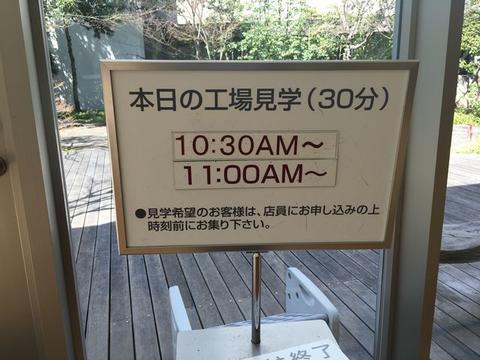 本日の工場見学(30分)
10:30AM～
11:00AM～
●見学希望のお客様は、店員にお申し込みの上
時刻前にお集り下さい。
終了